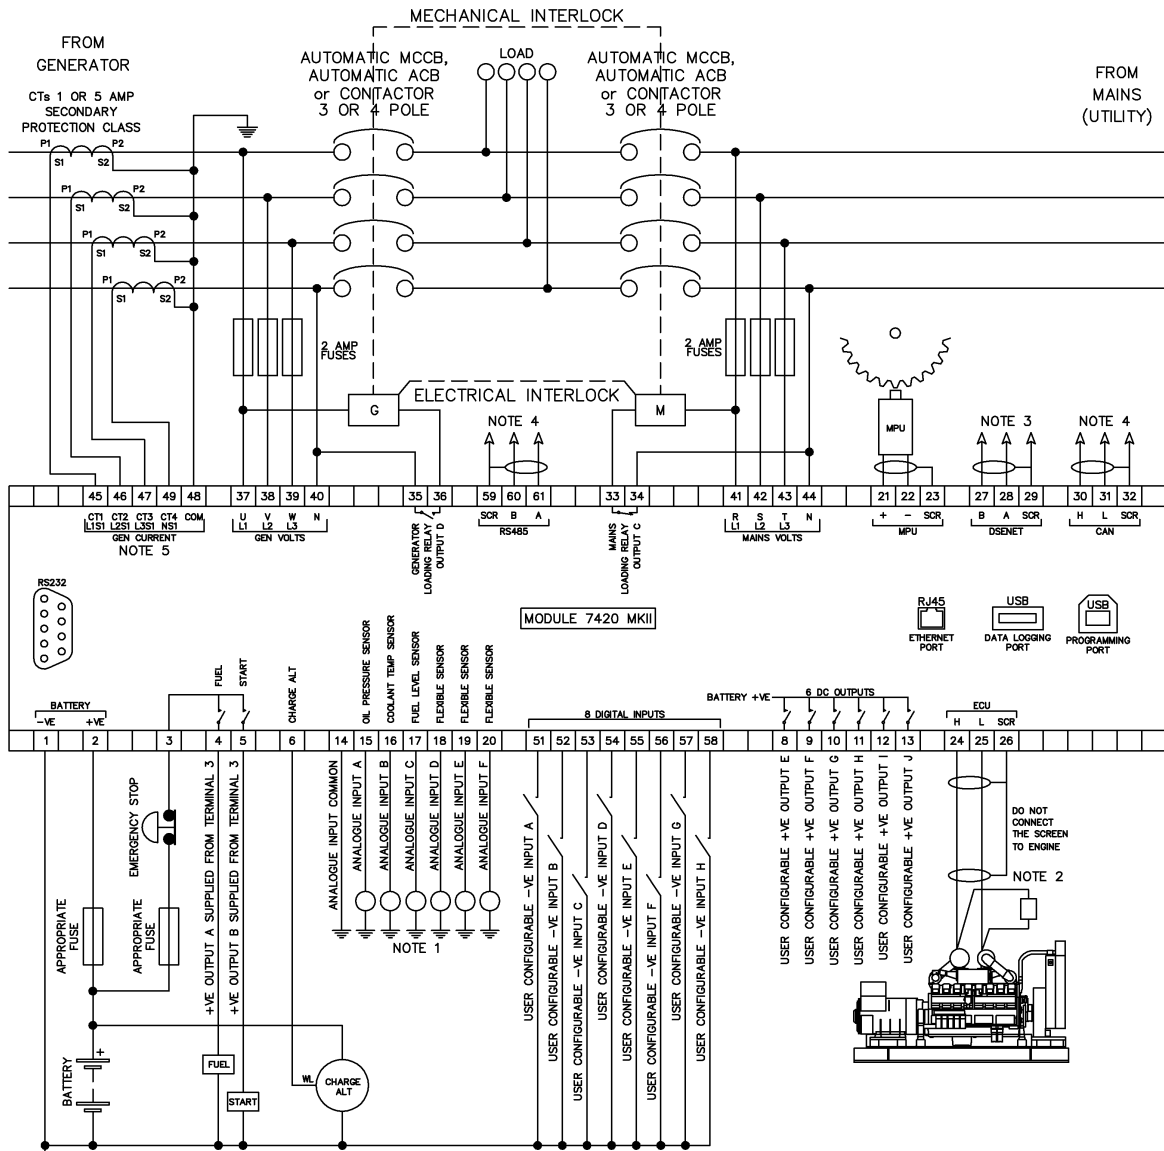 MECHANICAL INTERLOCK
FROM
GENERATOR
CTs 1 OR 5 AMP
SECONDARY
PROTECTION CLASS
AUTOMATIC MCCB,
AUTOMATIC ACB
or CONTACTOR
3 OR 4 POLE
LOAD
AUTOMATIC MCCB,
AUTOMATIC ACB
or CONTACTOR
3 OR 4 POLE
FROM
MAINS
(UTILITY)
P1 P2
S1 S2
P1 P2
S1 S2
P1 P2
S1 S2
P1 P2
S1 S2
2 AMP
FUSES
2 AMP
FUSES
ELECTRICAL INTERLOCK
G
M
MPU
NOTE 4
NOTE 3
NOTE 4
45 46 47 49 48 37 38 39 40 35 36 59 60 61 33 34 41 42 43 44 21 22 23 27 28 29 30 31 32
CT1 CT2 CT3 CT4 COM
L1S1 L2S1 L3S1 NS1
GEN CURRENT
NOTE 5
U V W N
L1 L2 L3
GEN VOLTS
GENERATOR
LOADING RELAY
OUTPUT D
SCR B A
RS485
MAINS
LOADING RELAY
OUTPUT C
R S T N
L1 L2 L3
MAINS VOLTS
+ − SCR
MPU
B A SCR
DSENET
H L SCR
CAN
RS232
MODULE 7420 MKII
RJ45
ETHERNET
PORT
USB
DATA LOGGING
PORT
USB
PROGRAMMING
PORT
BATTERY
-VE +VE
FUEL
START
CHARGE ALT
OIL PRESSURE SENSOR
COOLANT TEMP SENSOR
FUEL LEVEL SENSOR
FLEXIBLE SENSOR
FLEXIBLE SENSOR
FLEXIBLE SENSOR
8 DIGITAL INPUTS
BATTERY +VE
6 DC OUTPUTS
ECU
H L SCR
1 2 3 4 5 6 14 15 16 17 18 19 20 51 52 53 54 55 56 57 58 8 9 10 11 12 13 24 25 26
EMERGENCY STOP
+VE OUTPUT A SUPPLIED FROM TERMINAL 3
+VE OUTPUT B SUPPLIED FROM TERMINAL 3
ANALOGUE INPUT COMMON
ANALOGUE INPUT A
ANALOGUE INPUT B
ANALOGUE INPUT C
ANALOGUE INPUT D
ANALOGUE INPUT E
ANALOGUE INPUT F
NOTE 1
USER CONFIGURABLE -VE INPUT A
USER CONFIGURABLE -VE INPUT B
USER CONFIGURABLE -VE INPUT C
USER CONFIGURABLE -VE INPUT D
USER CONFIGURABLE -VE INPUT E
USER CONFIGURABLE -VE INPUT F
USER CONFIGURABLE -VE INPUT G
USER CONFIGURABLE -VE INPUT H
USER CONFIGURABLE +VE OUTPUT E
USER CONFIGURABLE +VE OUTPUT F
USER CONFIGURABLE +VE OUTPUT G
USER CONFIGURABLE +VE OUTPUT H
USER CONFIGURABLE +VE OUTPUT I
USER CONFIGURABLE +VE OUTPUT J
DO NOT
CONNECT
THE SCREEN
TO ENGINE
NOTE 2
APPROPRIATE
FUSE
APPROPRIATE
FUSE
BATTERY
+
FUEL
START
WL
CHARGE
ALT